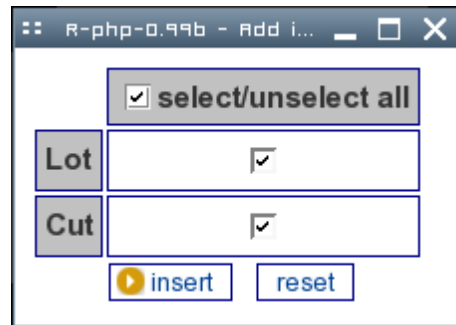 R-php-0.99b - Add i...
select/unselect all
Lot
Cut
insert reset